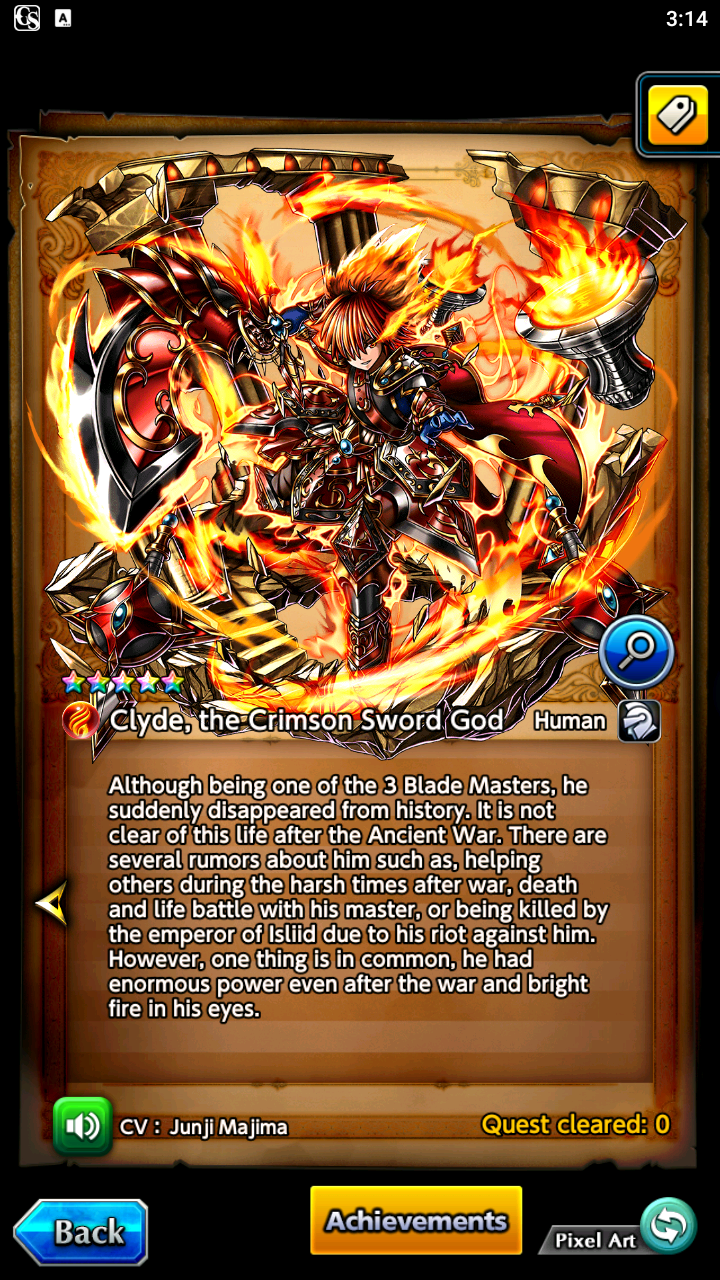 GS
A
3:14
Clyde, the Crimson Sword God Human
Although being one of the 3 Blade Masters, he
suddenly disappeared from history. It is not
clear of this life after the Ancient War. There are
several rumors about him such as, helping
others during the harsh times after war, death
and life battle with his master, or being killed by
the emperor of Isliid due to his riot against him.
However, one thing is in common, he had
enormous power even after the war and bright
fire in his eyes.
CV : Junji Majima
Quest cleared: 0
Back
Achievements
Pixel Art